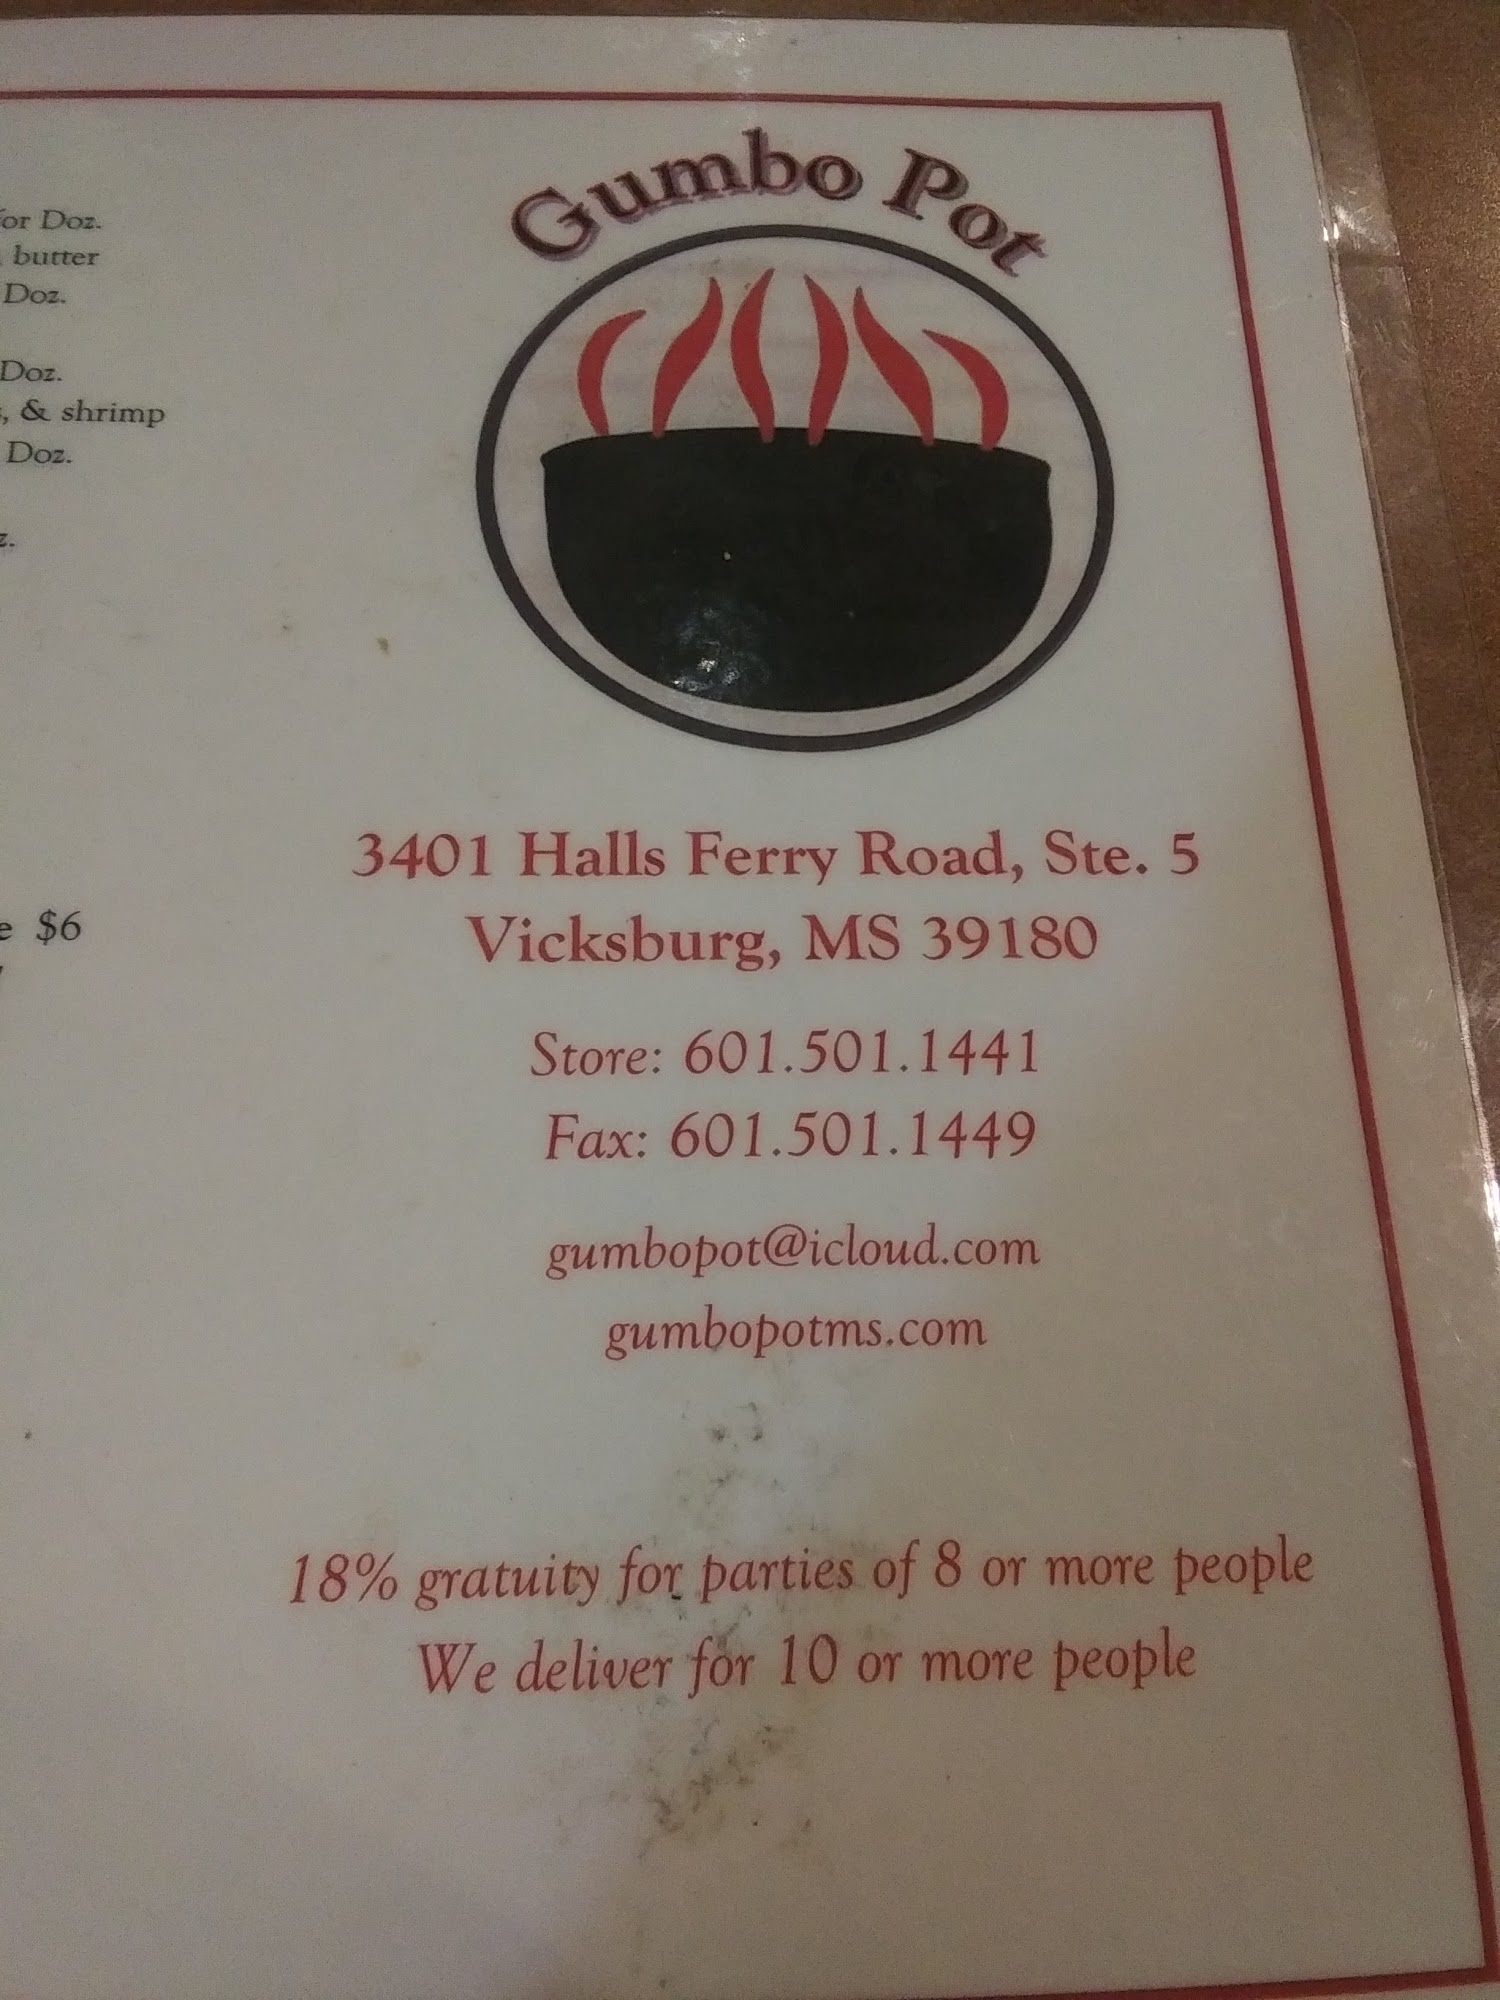 Gumbo Pot
or Doz.
butter
Doz.
Doz.
, & shrimp
Doz.
z.
e $6
3401 Halls Ferry Road, Ste. 5
Vicksburg, MS 39180
Store: 601.501.1441
Fax: 601.501.1449
gumbopot@icloud.com
gumbopotms.com
18% gratuity for parties of 8 or more people
We deliver for 10 or more people